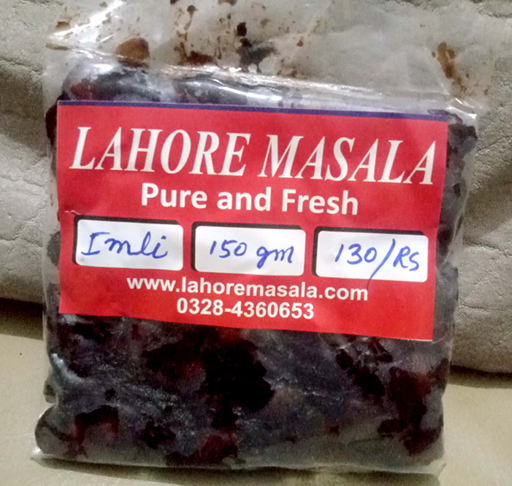 LAHORE MASALA
Pure and Fresh
Imli 150 gm 130/RS
www.lahoremasala.com
0328-4360653